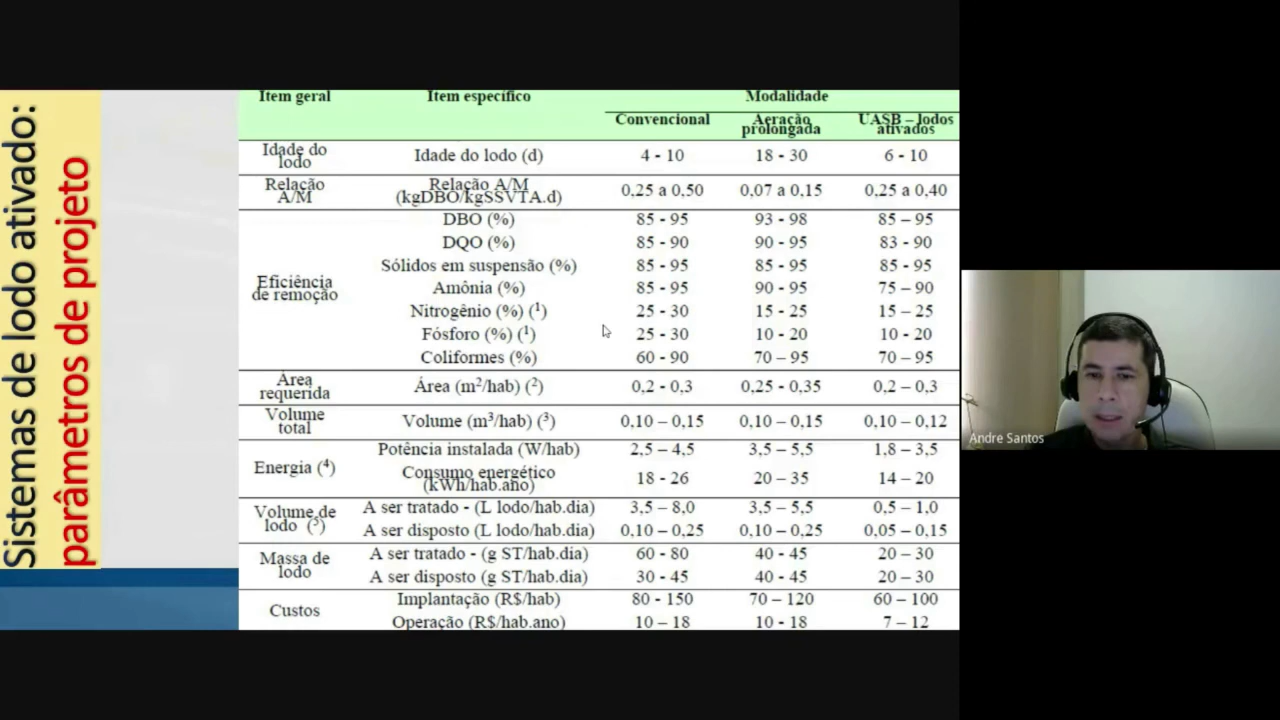 Sistemas de lodo ativado:
parâmetros de projeto
Item geral Item específico Modalidade
Convencional Aeração prolongada UASB – lodos ativados
Idade do lodo Idade do lodo (d) 4 - 10 18 - 30 6 - 10
Relação A/M Relação A/M (kgDBO/kgSSVTA.d) 0,25 a 0,50 0,07 a 0,15 0,25 a 0,40
Eficiência de remoção DBO (%) 85 - 95 93 - 98 85 – 95
DQO (%) 85 - 90 90 - 95 83 - 90
Sólidos em suspensão (%) 85 - 95 85 - 95 85 - 95
Amônia (%) 85 - 95 90 - 95 75 – 90
Nitrogênio (%) (¹) 25 - 30 15 - 25 15 – 25
Fósforo (%) (¹) 25 - 30 10 - 20 10 - 20
Coliformes (%) 60 - 90 70 – 95 70 – 95
Área requerida Área (m²/hab) (²) 0,2 - 0,3 0,25 - 0,35 0,2 – 0,3
Volume total Volume (m³/hab) (³) 0,10 – 0,15 0,10 – 0,15 0,10 – 0,12
Energia (⁴) Potência instalada (W/hab) 2,5 – 4,5 3,5 – 5,5 1,8 – 3,5
Consumo energético (kWh/hab.ano) 18 - 26 20 – 35 14 – 20
Volume de lodo (⁵) A ser tratado - (L lodo/hab.dia) 3,5 – 8,0 3,5 – 5,5 0,5 – 1,0
A ser disposto (L lodo/hab.dia) 0,10 – 0,25 0,10 – 0,25 0,05 – 0,15
Massa de lodo A ser tratado - (g ST/hab.dia) 60 - 80 40 - 45 20 – 30
A ser disposto (g ST/hab.dia) 30 - 45 40 - 45 20 – 30
Custos Implantação (R$/hab) 80 - 150 70 – 120 60 – 100
Operação (R$/hab.ano) 10 – 18 10 - 18 7 – 12
Andre Santos